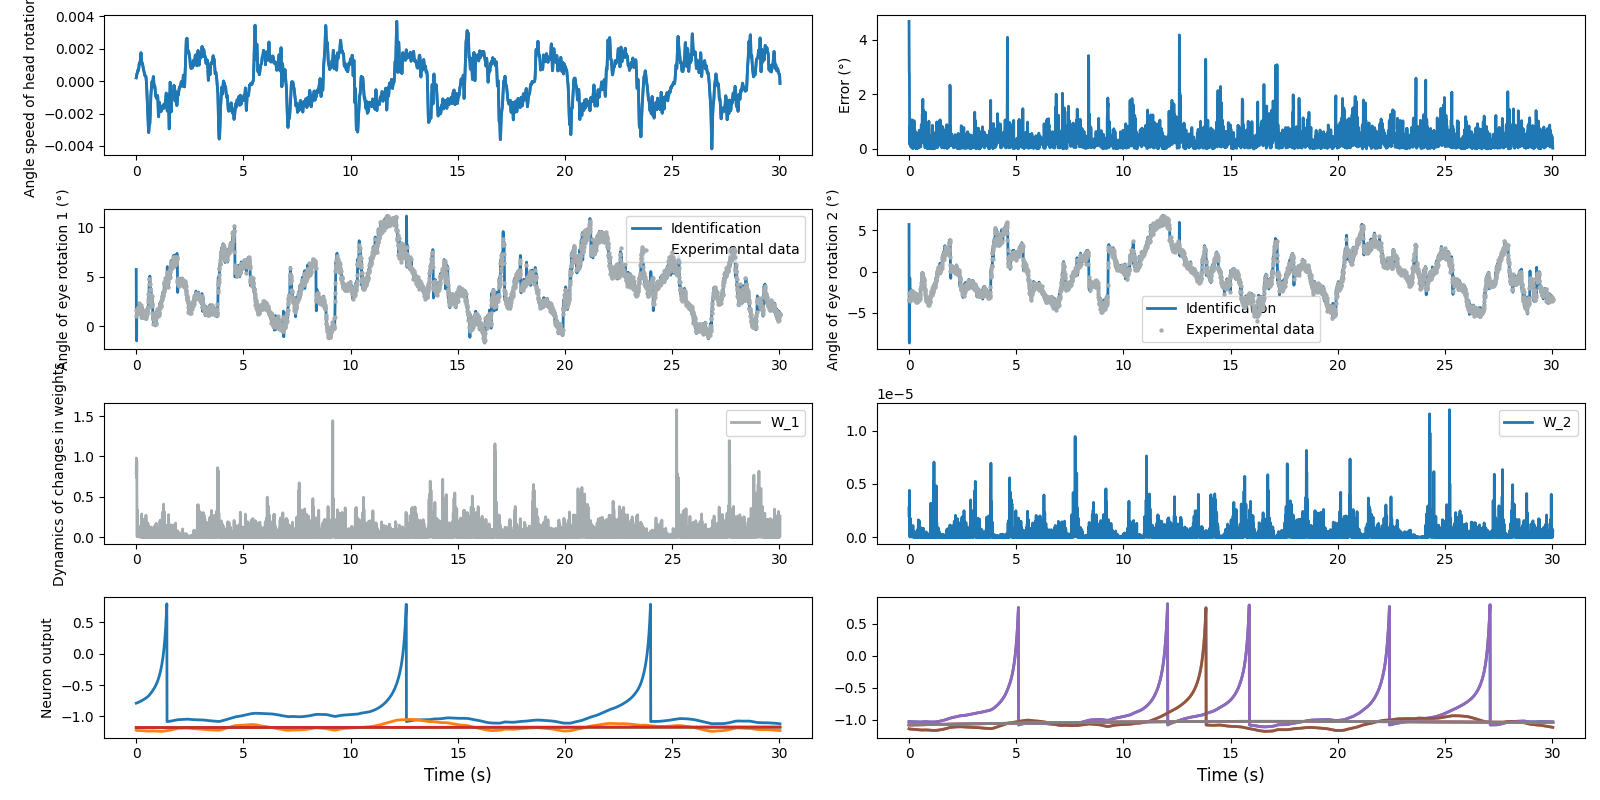 Angle speed of head rotation
0.004
0.002
0.000
−0.002
−0.004
0 5 10 15 20 25 30
Error (°)
4
2
0
0 5 10 15 20 25 30
Angle of eye rotation 1 (°)
10
5
0
Identification
Experimental data
0 5 10 15 20 25 30
Angle of eye rotation 2 (°)
5
0
−5
Identification
Experimental data
0 5 10 15 20 25 30
Dynamics of changes in weights
1.5
1.0
0.5
0.0
W_1
0 5 10 15 20 25 30
1e−5
1.0
0.5
0.0
W_2
0 5 10 15 20 25 30
Neuron output
0.5
0.0
−0.5
−1.0
0 5 10 15 20 25 30
Time (s)
0.5
0.0
−0.5
−1.0
0 5 10 15 20 25 30
Time (s)